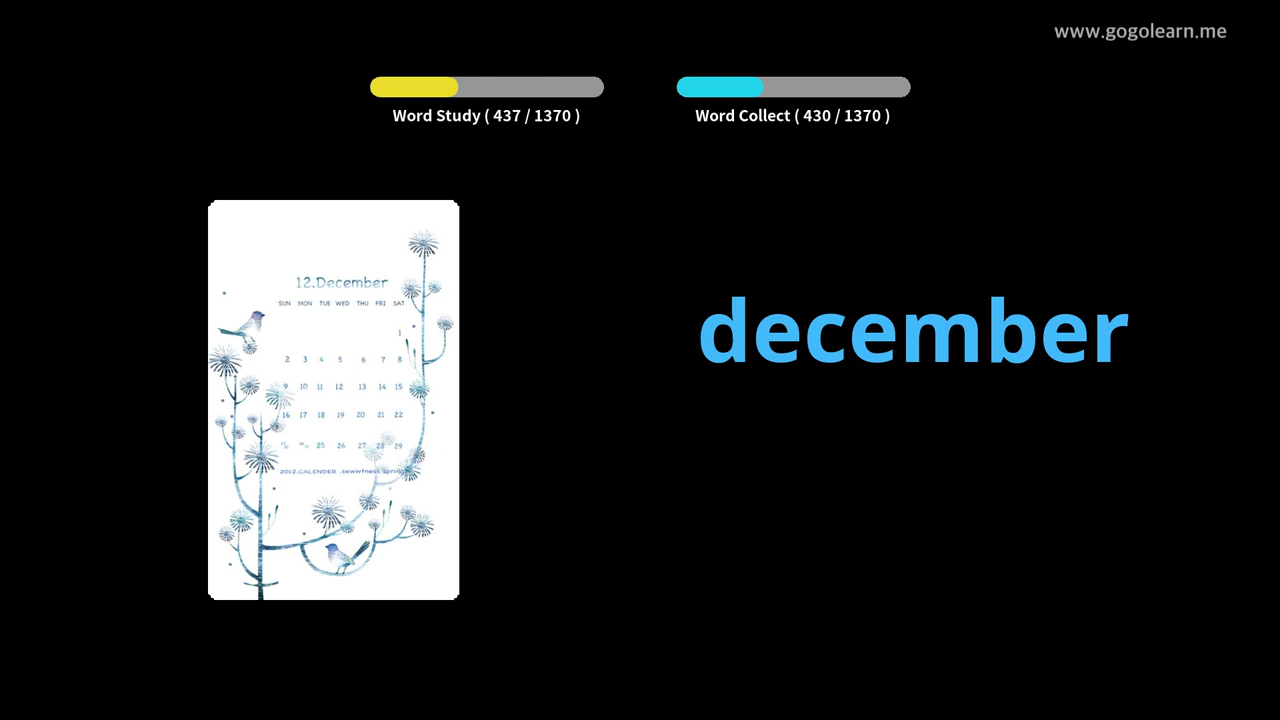 www.gogolearn.me
Word Study ( 437 / 1370 )
Word Collect ( 430 / 1370 )
12.December
SUN MON TUE WED THU FRI SAT
1
2 3 4 5 6 7 8
9 10 11 12 13 14 15
16 17 18 19 20 21 22
25 26 27 28 29
2012.CALENDER .sewwtness spring
december